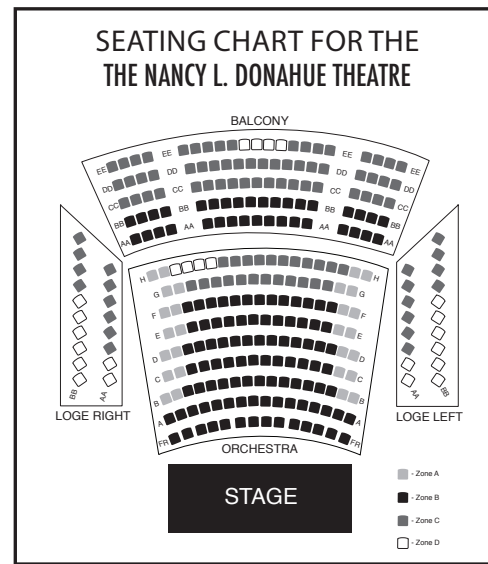 SEATING CHART FOR THE
THE NANCY L. DONAHUE THEATRE
BALCONY
EE EE EE EE
DD DD DD DD
CC CC CC CC
BB BB BB BB
AA AA AA AA
H H
G G
F F
E E
D D
C C
B B
A A
FR FR
BB AA
AA BB
LOGE RIGHT
LOGE LEFT
ORCHESTRA
STAGE
- Zone A
- Zone B
- Zone C
- Zone D